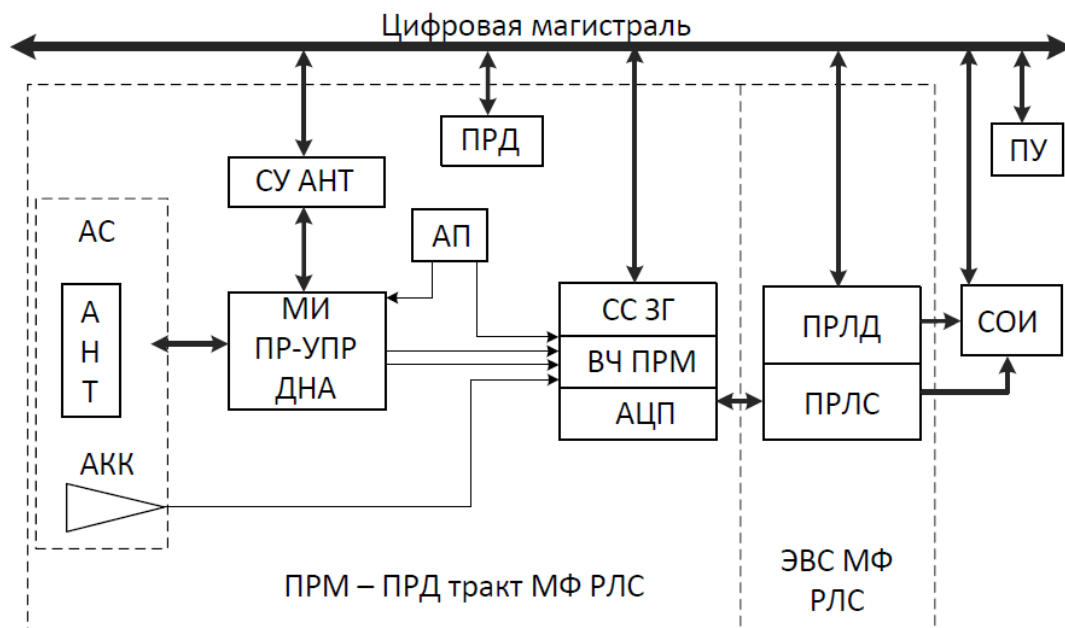 Цифровая магистраль
ПРД
ПУ
СУ АНТ
АС
АП
А
Н
Т
МИ
ПР-УПР
ДНА
СС ЗГ
ВЧ ПРМ
АЦП
ПРЛД
ПРЛС
СОИ
АКК
ПРМ – ПРД тракт МФ РЛС
ЭВС МФ
РЛС